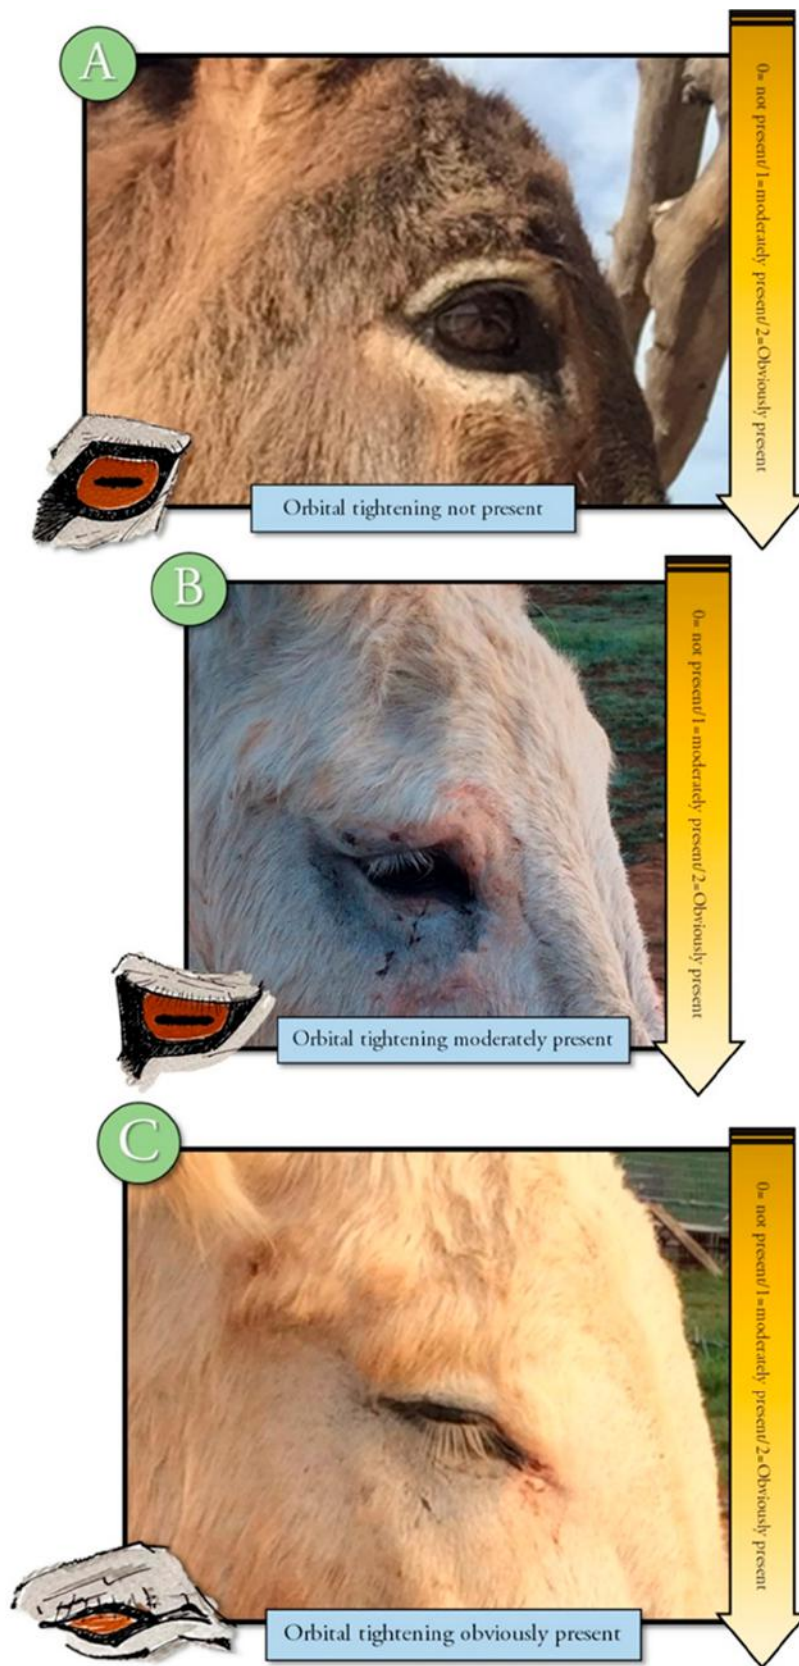 A
0= not present/1=moderately present/2=Obviously present
Orbital tightening not present
B
0= not present/1=moderately present/2=Obviously present
Orbital tightening moderately present
C
0= not present/1=moderately present/2=Obviously present
Orbital tightening obviously present